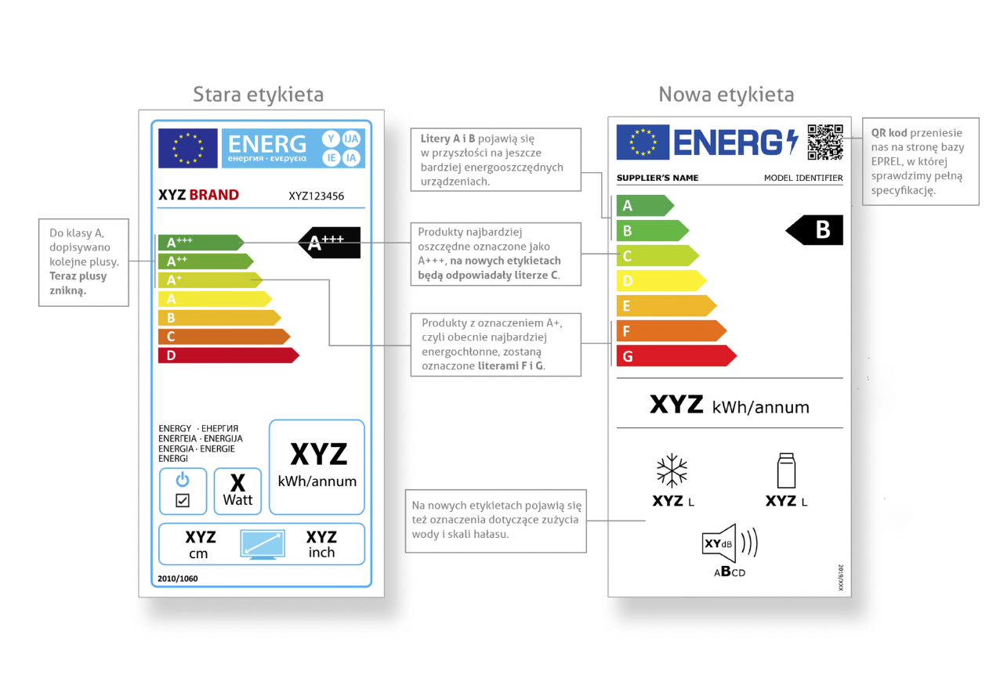 Stara etykieta
ENERG
енергия · ενεργεια
Y IJA
IE IA
XYZ BRAND XYZ123456
A+++
A++
A+
A
B
C
D
A+++
ENERGY · ЕНЕРГИЯ
ΕΝΕΡΓΕΙΑ · ENERGIJA
ENERGIA · ENERGIE
ENERGI
X
Watt
XYZ
kWh/annum
XYZ
cm
XYZ
inch
2010/1060
Do klasy A,
dopisywano
kolejne plusy.
Teraz plusy
znikną.
Litery A i B pojawią się
w przyszłości na jeszcze
bardziej energooszczędnych
urządzeniach.
Produkty najbardziej
oszczędne oznaczone jako
A+++, na nowych etykietach
będą odpowiadały literze C.
Produkty z oznaczeniem A+,
czyli obecnie najbardziej
energochłonne, zostaną
oznaczone literami F i G.
Na nowych etykietach pojawią się
też oznaczenia dotyczące zużycia
wody i skali hałasu.
Nowa etykieta
ENERG
SUPPLIER'S NAME MODEL IDENTIFIER
A
B
C
D
E
F
G
B
XYZ kWh/annum
XYZ L
XYZ L
XY dB
ABCD
2019/XXX
QR kod przeniesie
nas na stronę bazy
EPREL, w której
sprawdzimy pełną
specyfikację.